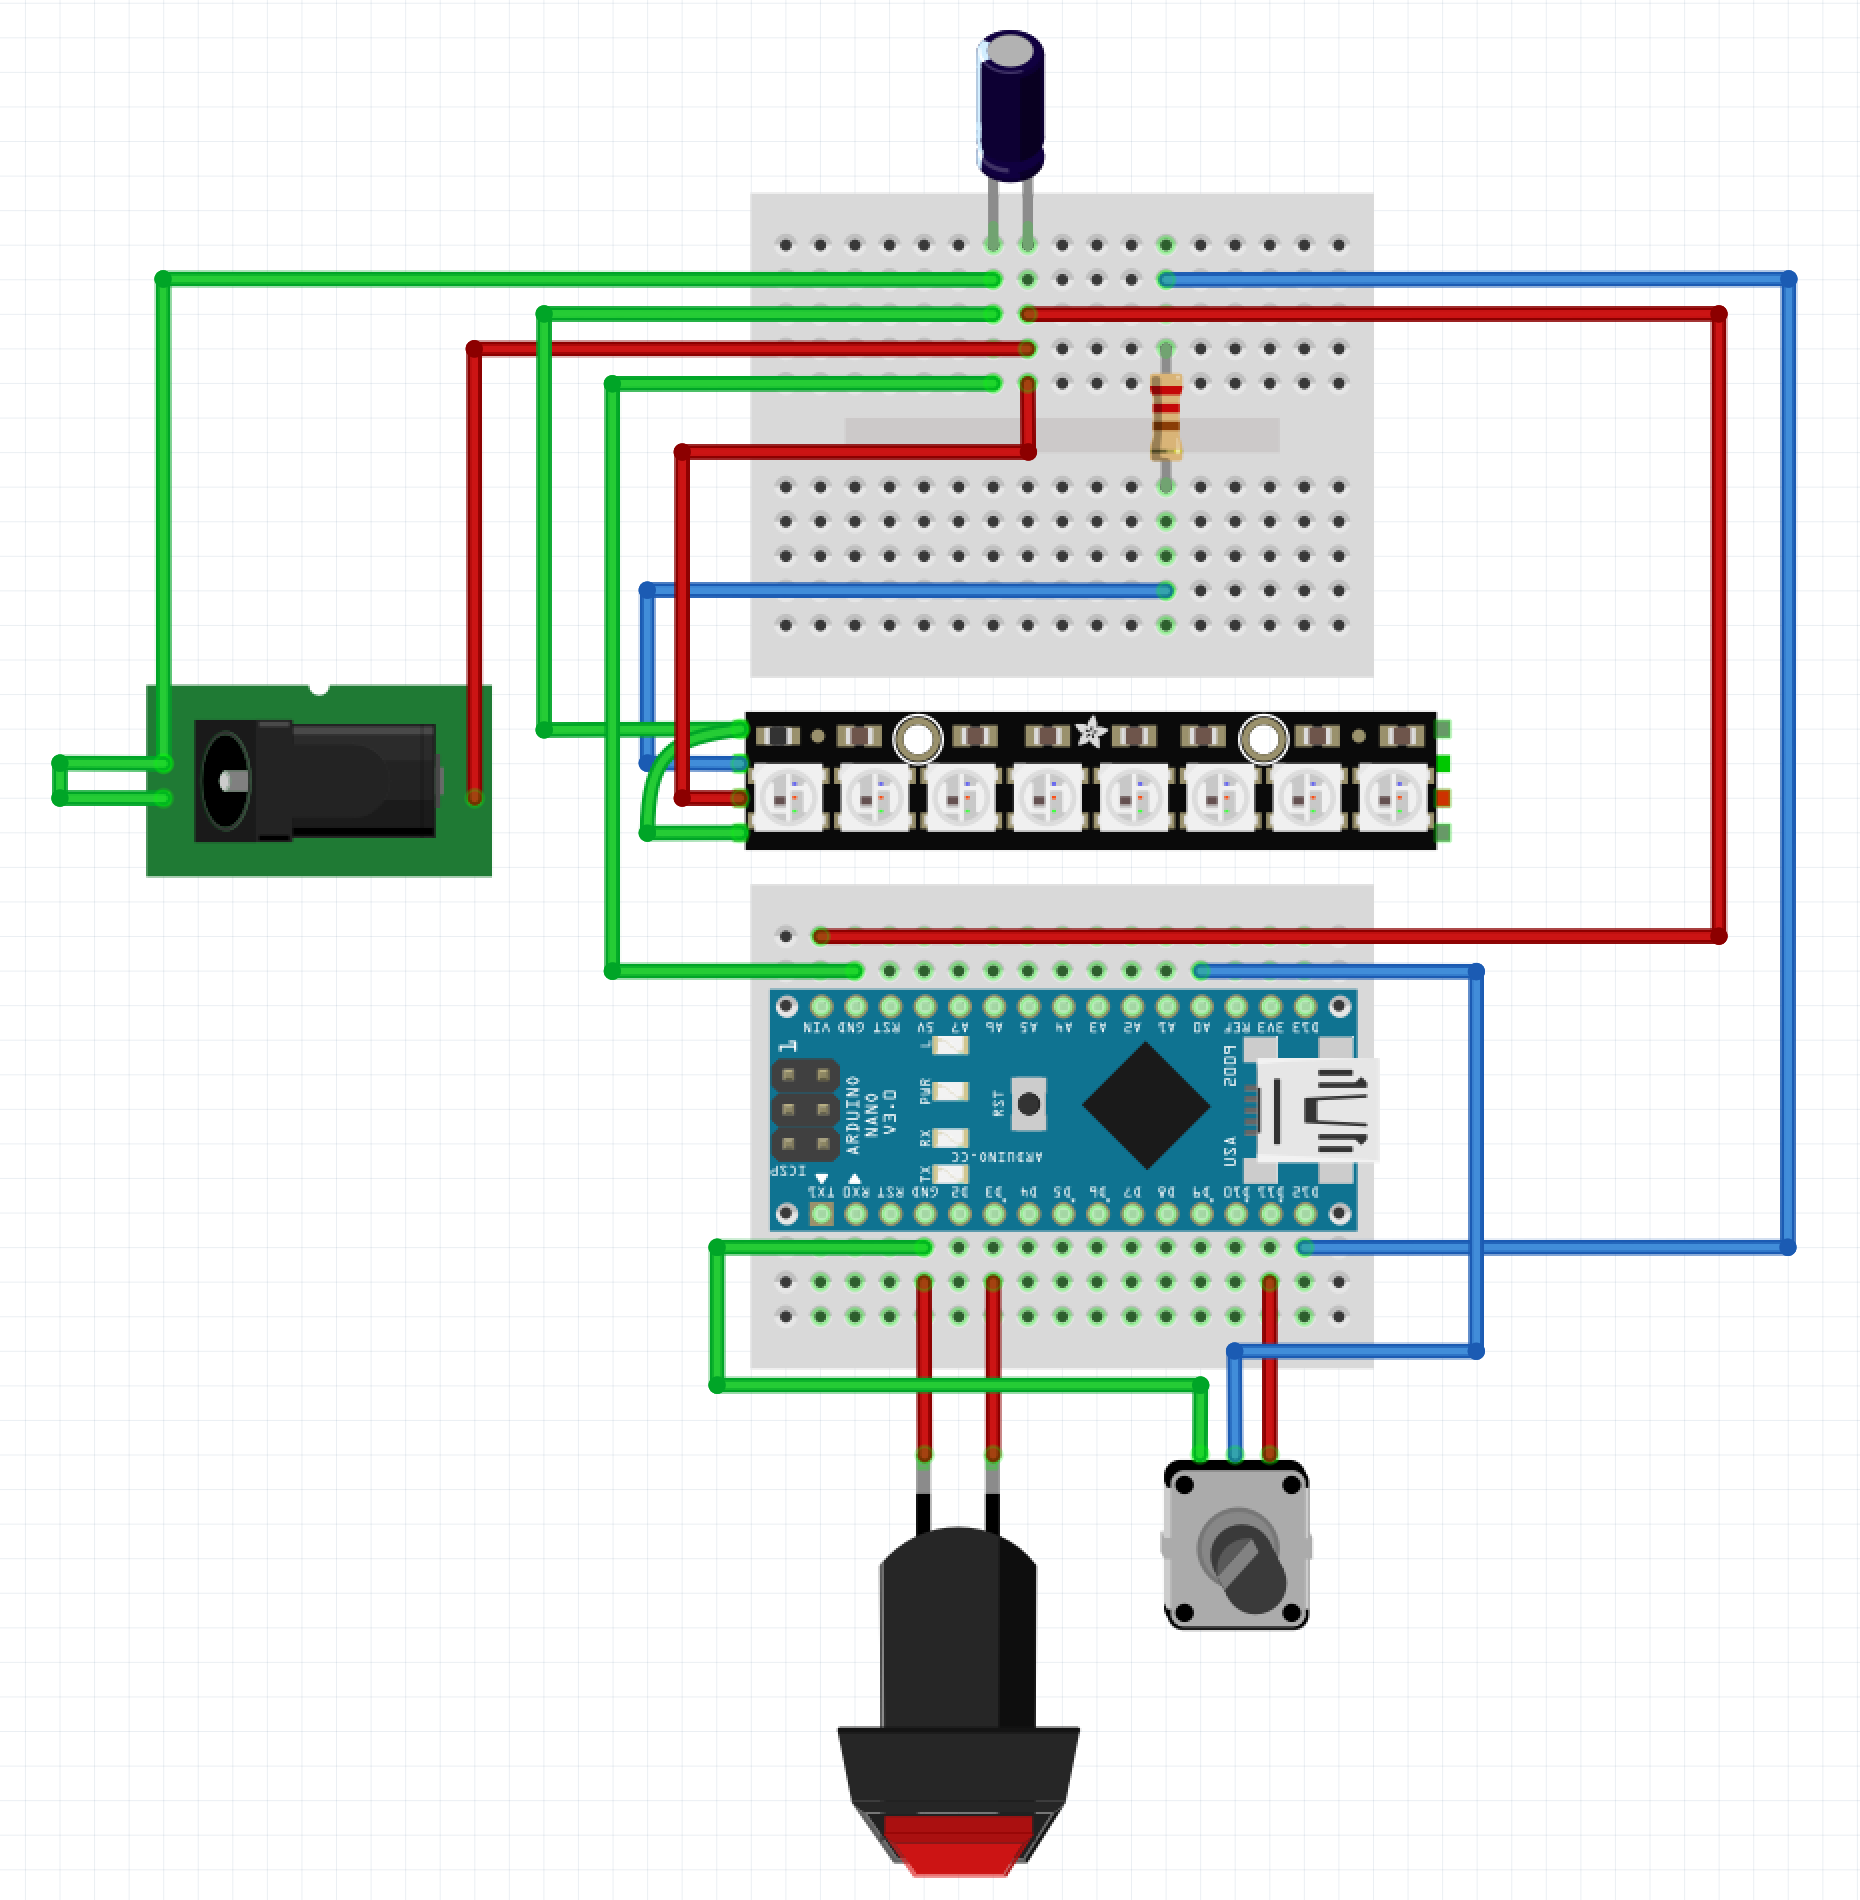 VIN GND RST 5V A7 A6 A5 A4 A3 A2 A1 A0 REF 3V3 D13
1
L
PWR
RX
TX
RST
ARDUINO
NANO
V3.0
ARDUINO.CC
2009
USA
ICSP
TX1 RX0 RST GND D2 D3 D4 D5 D6 D7 D8 D9 D10 D11 D12